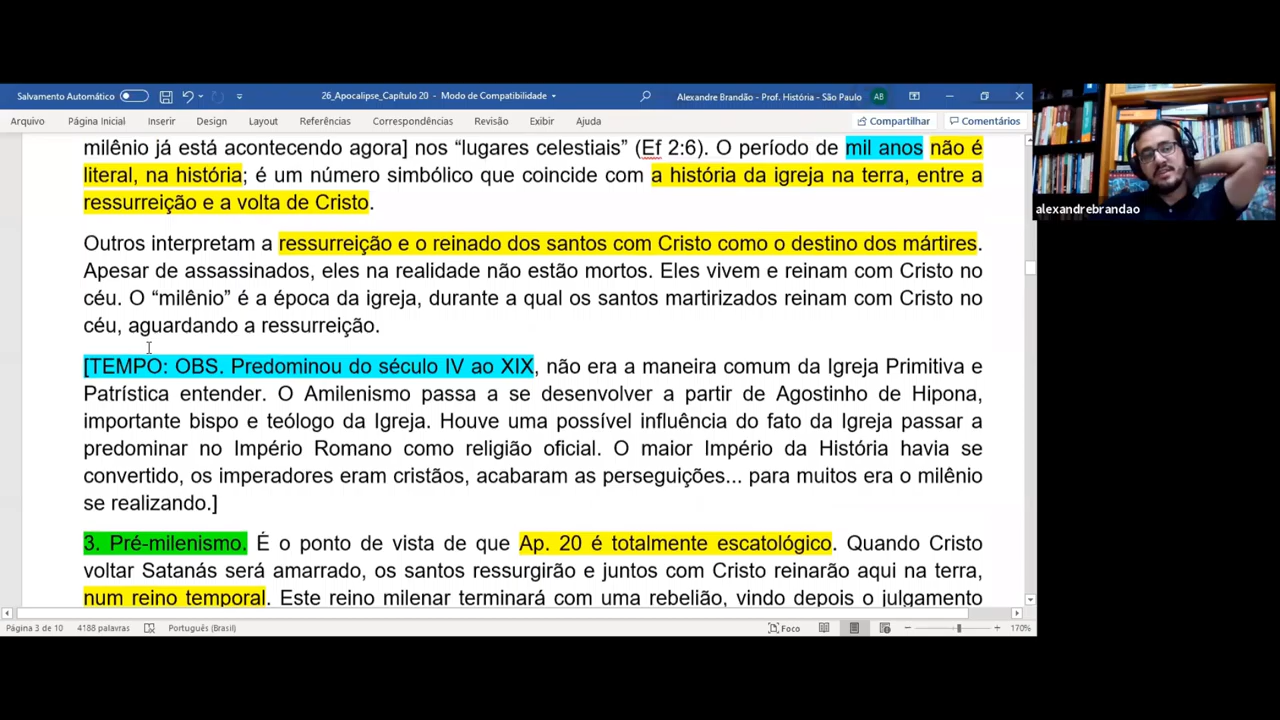 Salvamento Automático
26_Apocalipse_Capítulo 20 - Modo de Compatibilidade
Alexandre Brandão - Prof. História - São Paulo AB
Arquivo Página Inicial Inserir Design Layout Referências Correspondências Revisão Exibir Ajuda Compartilhar Comentários
milênio já está acontecendo agora] nos “lugares celestiais” (Ef 2:6). O período de mil anos não é
literal, na história; é um número simbólico que coincide com a história da igreja na terra, entre a
ressurreição e a volta de Cristo.
alexandrebrandao
Outros interpretam a ressurreição e o reinado dos santos com Cristo como o destino dos mártires.
Apesar de assassinados, eles na realidade não estão mortos. Eles vivem e reinam com Cristo no
céu. O “milênio” é a época da igreja, durante a qual os santos martirizados reinam com Cristo no
céu, aguardando a ressurreição.
[TEMPO: OBS. Predominou do século IV ao XIX, não era a maneira comum da Igreja Primitiva e
Patrística entender. O Amilenismo passa a se desenvolver a partir de Agostinho de Hipona,
importante bispo e teólogo da Igreja. Houve uma possível influência do fato da Igreja passar a
predominar no Império Romano como religião oficial. O maior Império da História havia se
convertido, os imperadores eram cristãos, acabaram as perseguições... para muitos era o milênio
se realizando.]
3. Pré-milenismo. É o ponto de vista de que Ap. 20 é totalmente escatológico. Quando Cristo
voltar Satanás será amarrado, os santos ressurgirão e juntos com Cristo reinarão aqui na terra,
num reino temporal. Este reino milenar terminará com uma rebelião, vindo depois o julgamento
Página 3 de 10 4188 palavras Português (Brasil) Foco 170%